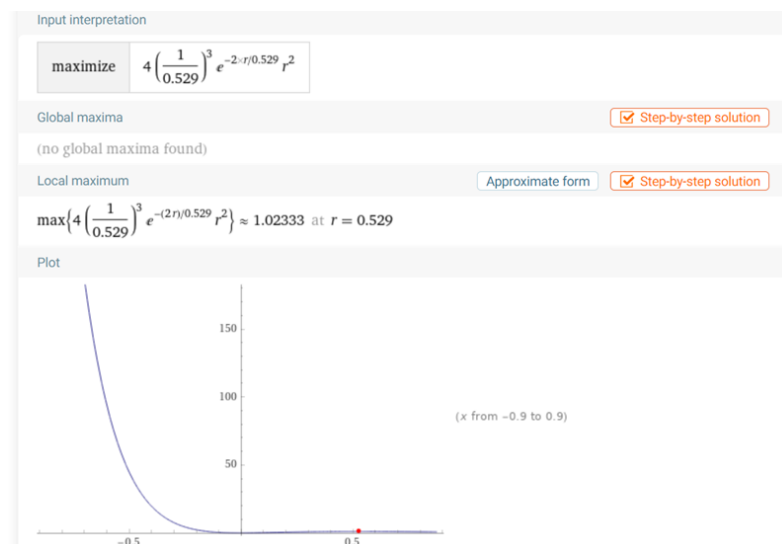 Input interpretation
maximize 4 (1/0.529)^3 e^(-2×r/0.529) r^2
Global maxima Step-by-step solution
(no global maxima found)
Local maximum Approximate form Step-by-step solution
max{4 (1/0.529)^3 e^(-(2 r)/0.529) r^2} ≈ 1.02333 at r = 0.529
Plot
150
100
(x from -0.9 to 0.9)
50
-0.5 0.5